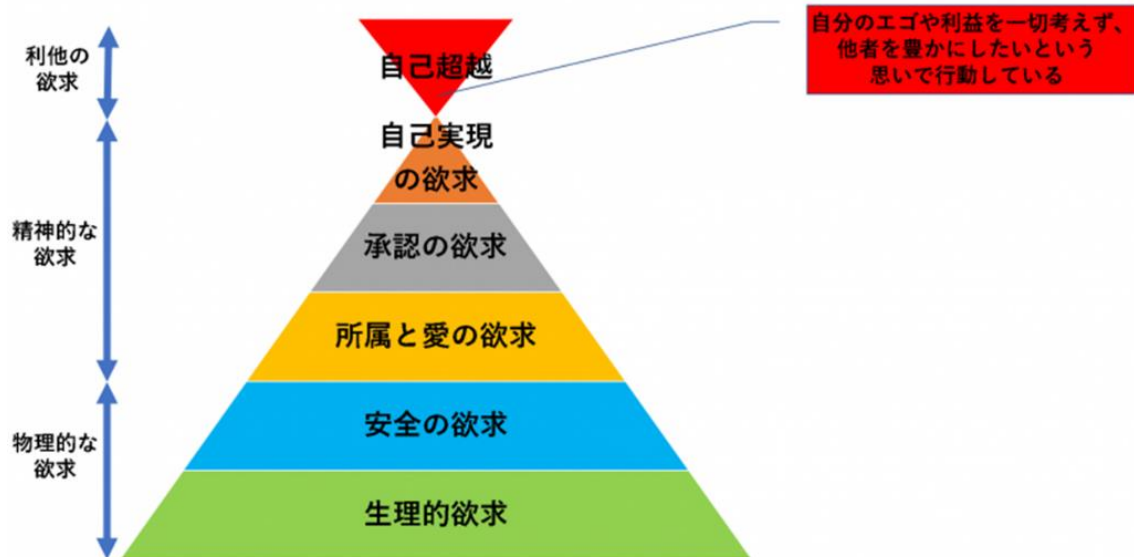 利他の
欲求
自己超越
自分のエゴや利益を一切考えず、
他者を豊かにしたいという
思いで行動している
精神的な
欲求
自己実現
の欲求
承認の欲求
所属と愛の欲求
物理的な
欲求
安全の欲求
生理的欲求